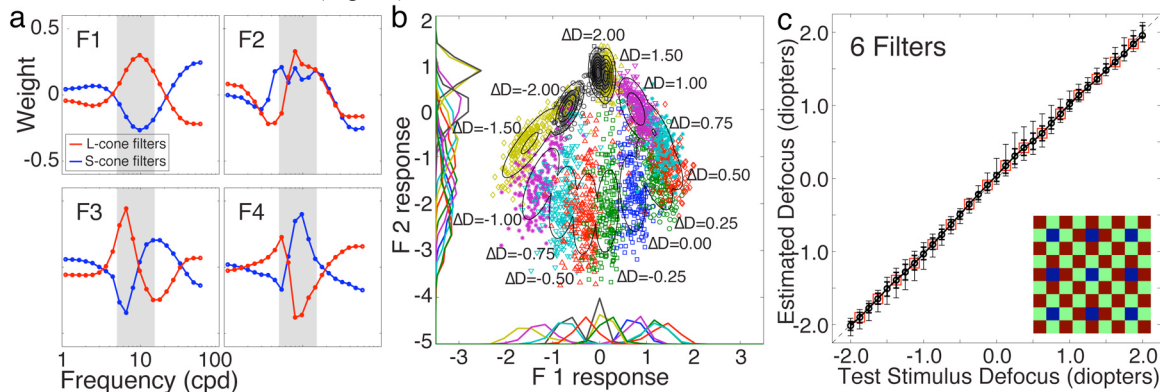 a
F1
F2
0.5
0
-0.5
Weight
L-cone filters
S-cone filters
F3
F4
1
10
60
Frequency (cpd)
b
2
1
0
-1
-2
-3
-4
-5
F 2 response
ΔD=2.00
ΔD=1.50
ΔD=-2.00
ΔD=1.00
ΔD=-1.50
ΔD=0.75
ΔD=0.50
ΔD=-1.00
ΔD=0.25
ΔD=-0.75
ΔD=0.00
ΔD=-0.50
ΔD=-0.25
-3
-2
-1
0
1
2
3
F 1 response
c
6 Filters
2.0
1.0
0.0
-1.0
-2.0
Estimated Defocus (diopters)
-2.0
-1.0
0.0
1.0
2.0
Test Stimulus Defocus (diopters)